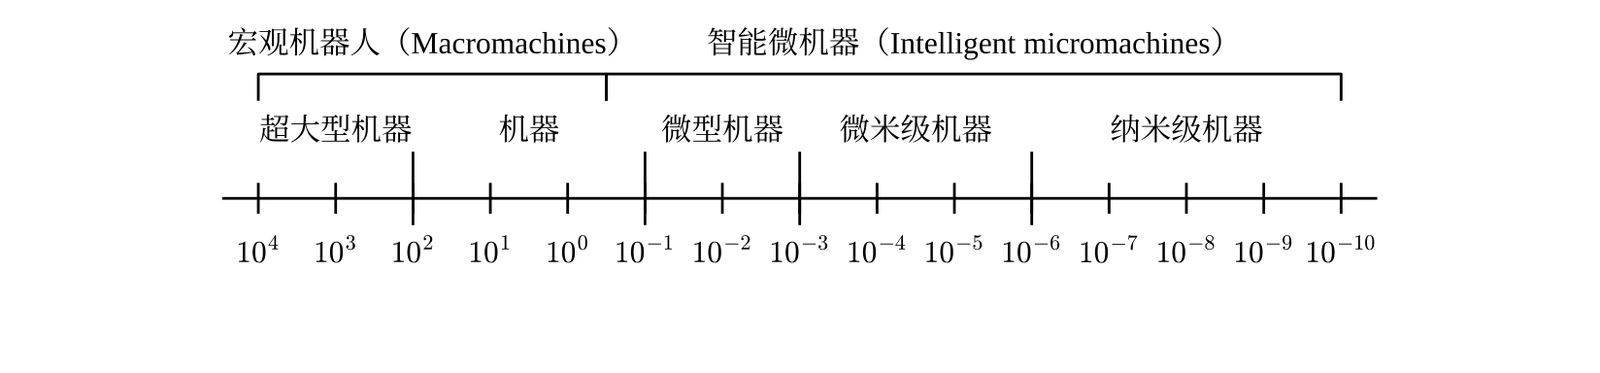 宏观机器人（Macromachines） 智能微机器（Intelligent micromachines）
超大型机器 机器 微型机器 微米级机器 纳米级机器
10⁴ 10³ 10² 10¹ 10⁰ 10⁻¹ 10⁻² 10⁻³ 10⁻⁴ 10⁻⁵ 10⁻⁶ 10⁻⁷ 10⁻⁸ 10⁻⁹ 10⁻¹⁰